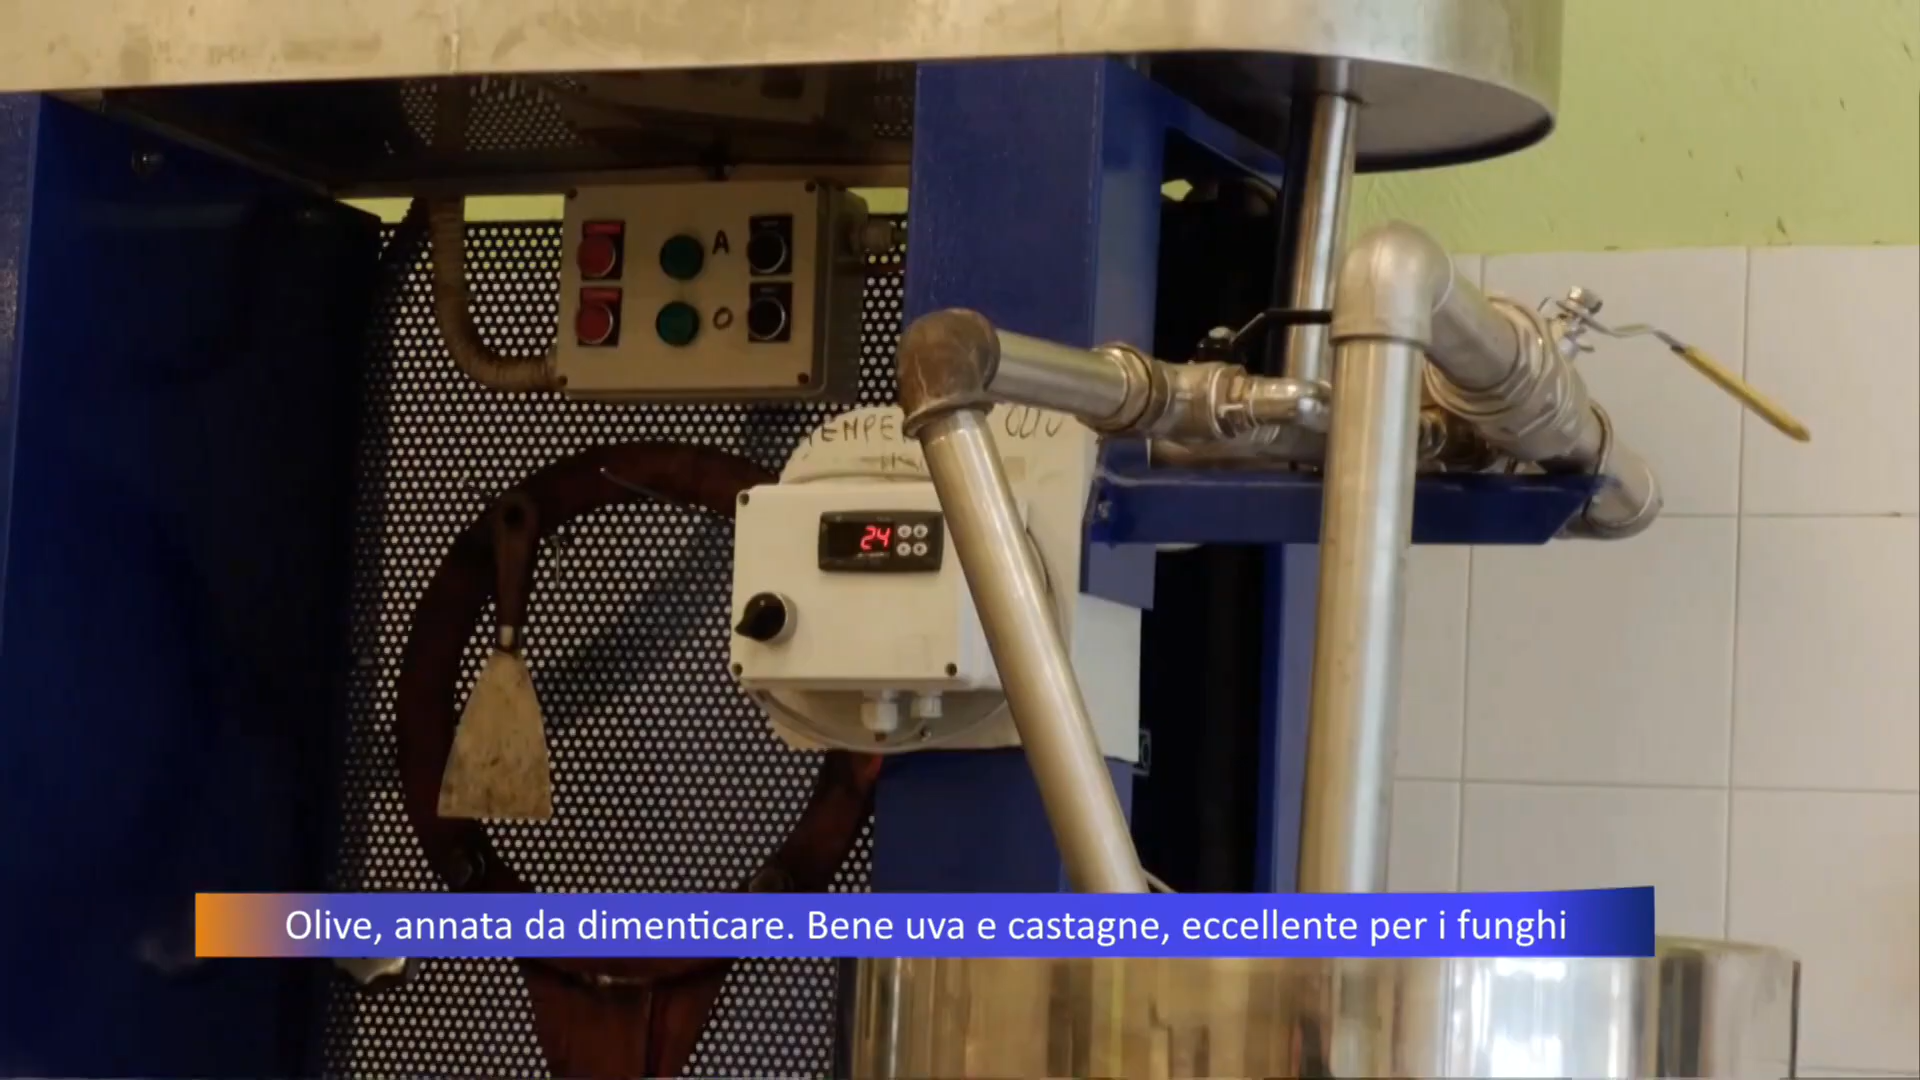 A
O
24
Olive, annata da dimenticare. Bene uva e castagne, eccellente per i funghi